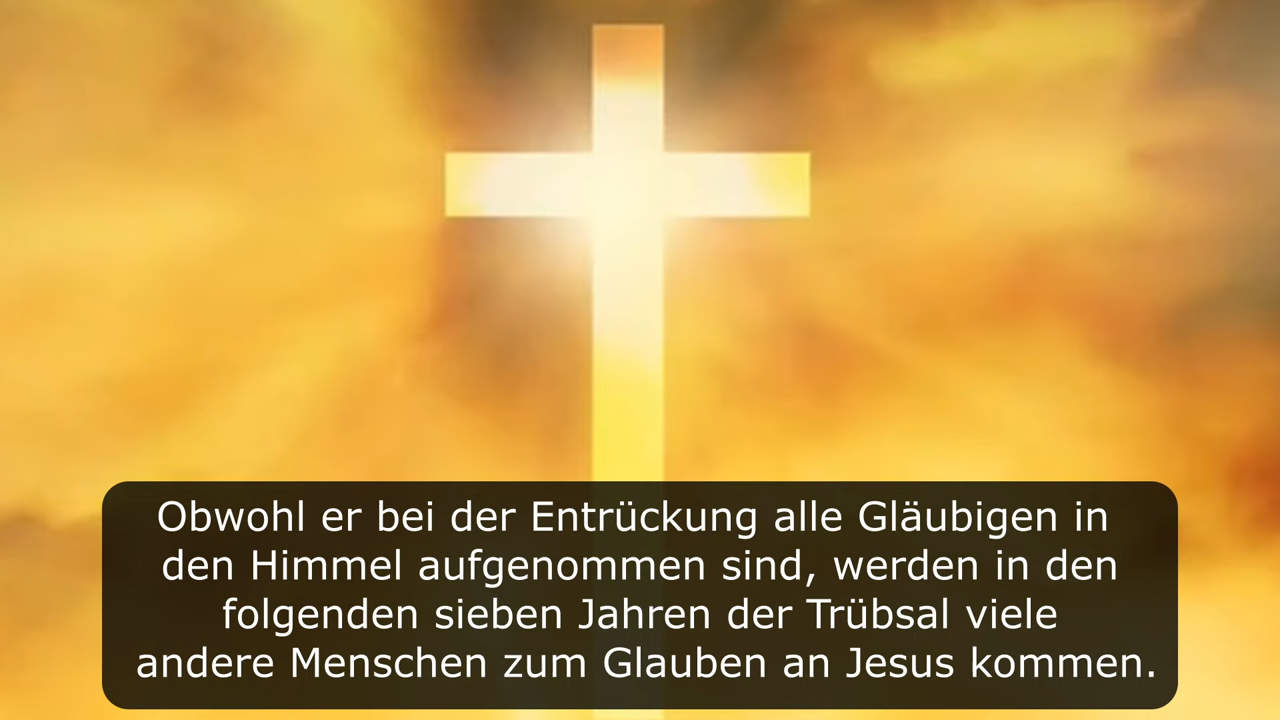 Obwohl er bei der Entrückung alle Gläubigen in
den Himmel aufgenommen sind, werden in den
folgenden sieben Jahren der Trübsal viele
andere Menschen zum Glauben an Jesus kommen.